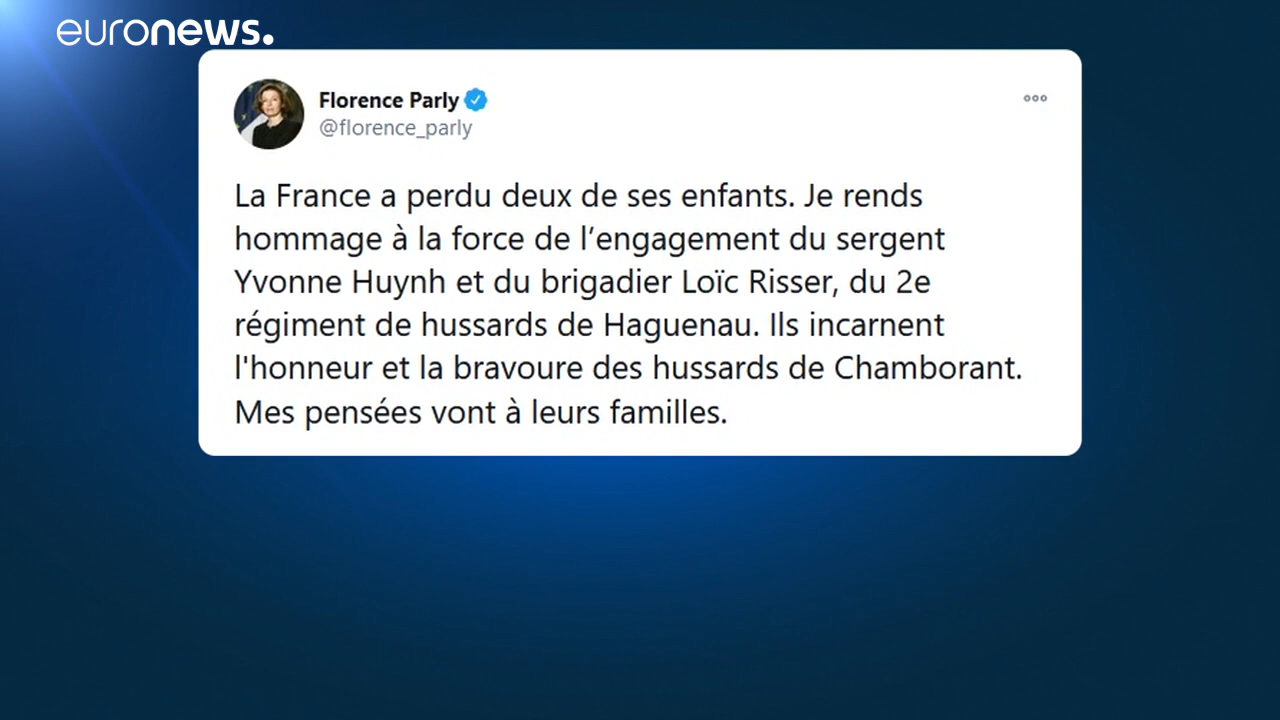 euronews.
Florence Parly
@florence_parly
La France a perdu deux de ses enfants. Je rends
hommage à la force de l’engagement du sergent
Yvonne Huynh et du brigadier Loïc Risser, du 2e
régiment de hussards de Haguenau. Ils incarnent
l'honneur et la bravoure des hussards de Chamborant.
Mes pensées vont à leurs familles.